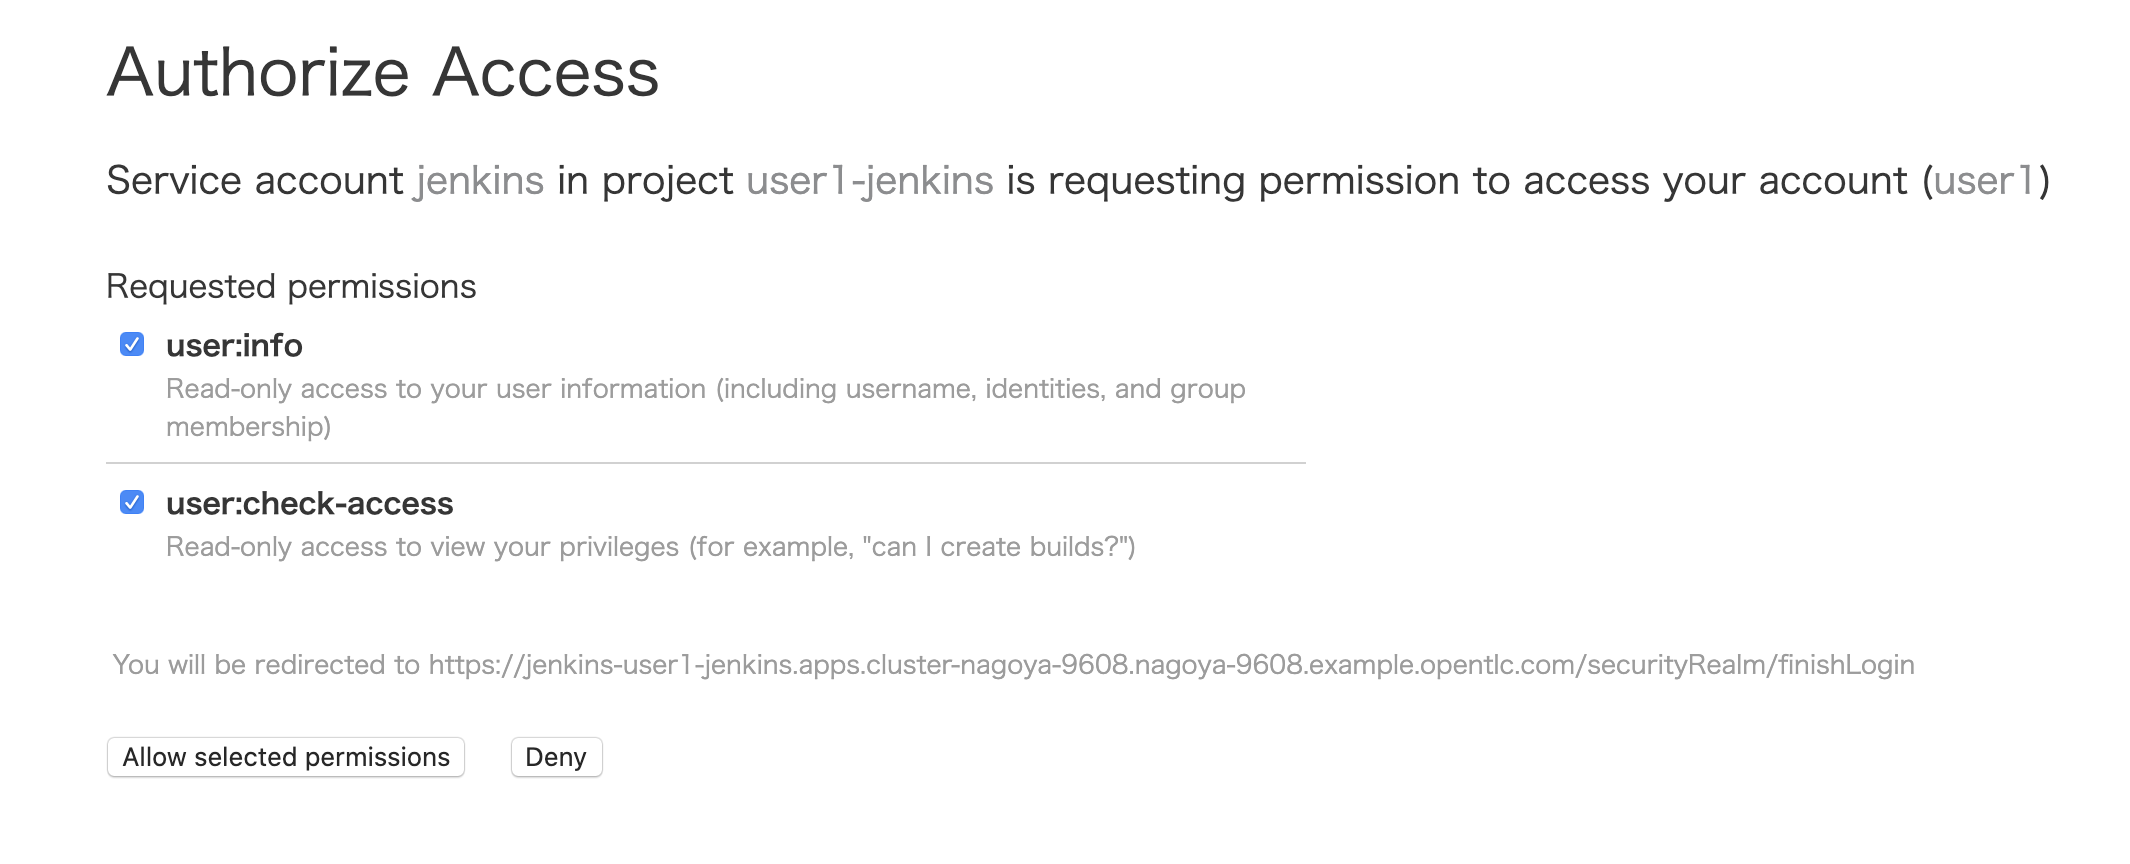 Authorize Access
Service account jenkins in project user1-jenkins is requesting permission to access your account (user1)
Requested permissions
user:info
Read-only access to your user information (including username, identities, and group
membership)
user:check-access
Read-only access to view your privileges (for example, "can I create builds?")
You will be redirected to https://jenkins-user1-jenkins.apps.cluster-nagoya-9608.nagoya-9608.example.opentlc.com/securityRealm/finishLogin
Allow selected permissions Deny